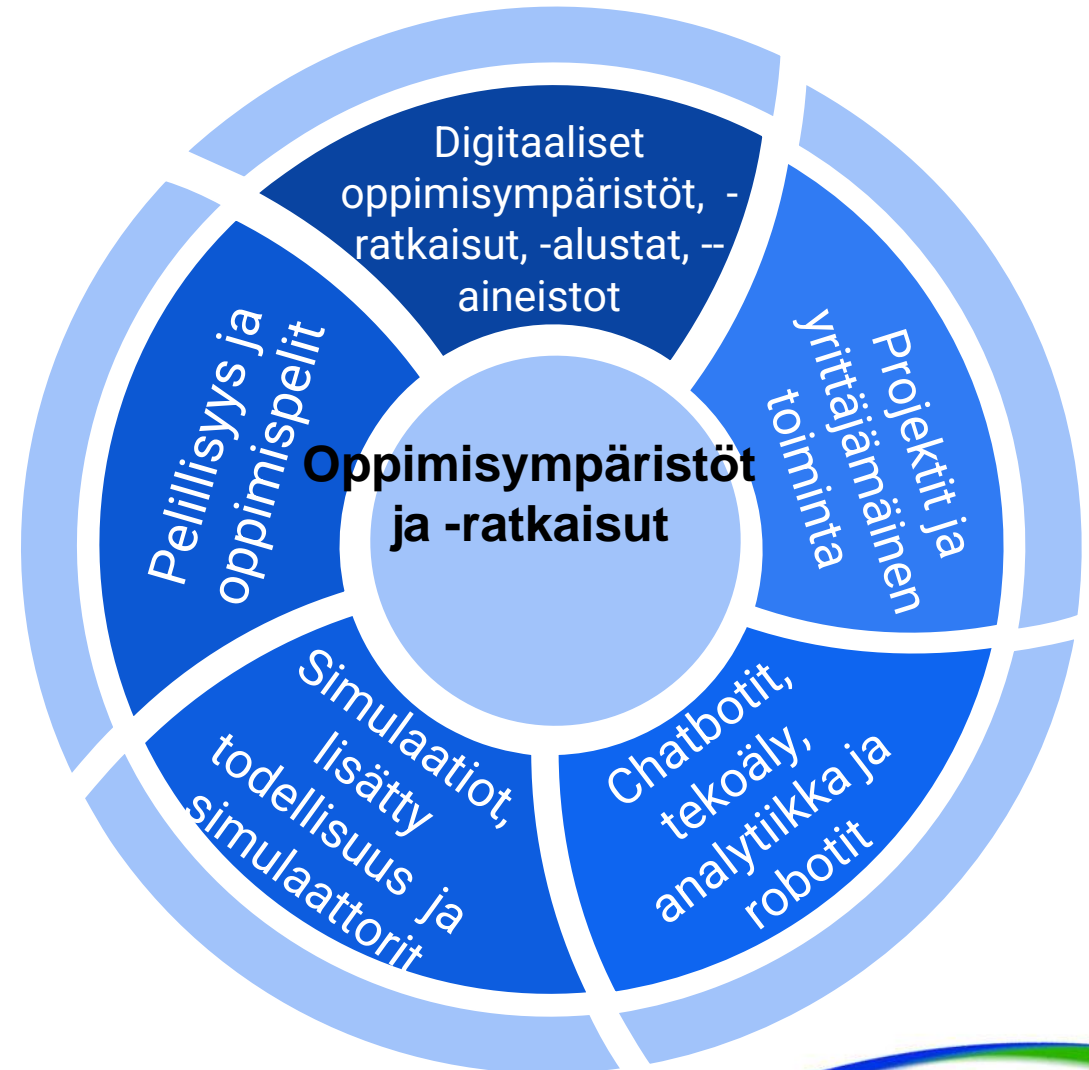 Digitaaliset
oppimisympäristöt, -
ratkaisut, -alustat, --
aineistot
Projektit ja
yrittäjämäinen
toiminta
Chatbotit,
tekoäly,
analytiikka ja
robotit
Simulaatiot,
lisätty
todellisuus ja
simulaattorit
Pelillisyys ja
oppimispelit
Oppimisympäristöt
ja -ratkaisut